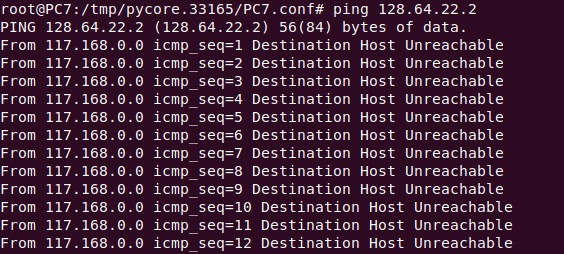 root@PC7:/tmp/pycore.33165/PC7.conf# ping 128.64.22.2
PING 128.64.22.2 (128.64.22.2) 56(84) bytes of data.
From 117.168.0.0 icmp_seq=1 Destination Host Unreachable
From 117.168.0.0 icmp_seq=2 Destination Host Unreachable
From 117.168.0.0 icmp_seq=3 Destination Host Unreachable
From 117.168.0.0 icmp_seq=4 Destination Host Unreachable
From 117.168.0.0 icmp_seq=5 Destination Host Unreachable
From 117.168.0.0 icmp_seq=6 Destination Host Unreachable
From 117.168.0.0 icmp_seq=7 Destination Host Unreachable
From 117.168.0.0 icmp_seq=8 Destination Host Unreachable
From 117.168.0.0 icmp_seq=9 Destination Host Unreachable
From 117.168.0.0 icmp_seq=10 Destination Host Unreachable
From 117.168.0.0 icmp_seq=11 Destination Host Unreachable
From 117.168.0.0 icmp_seq=12 Destination Host Unreachable